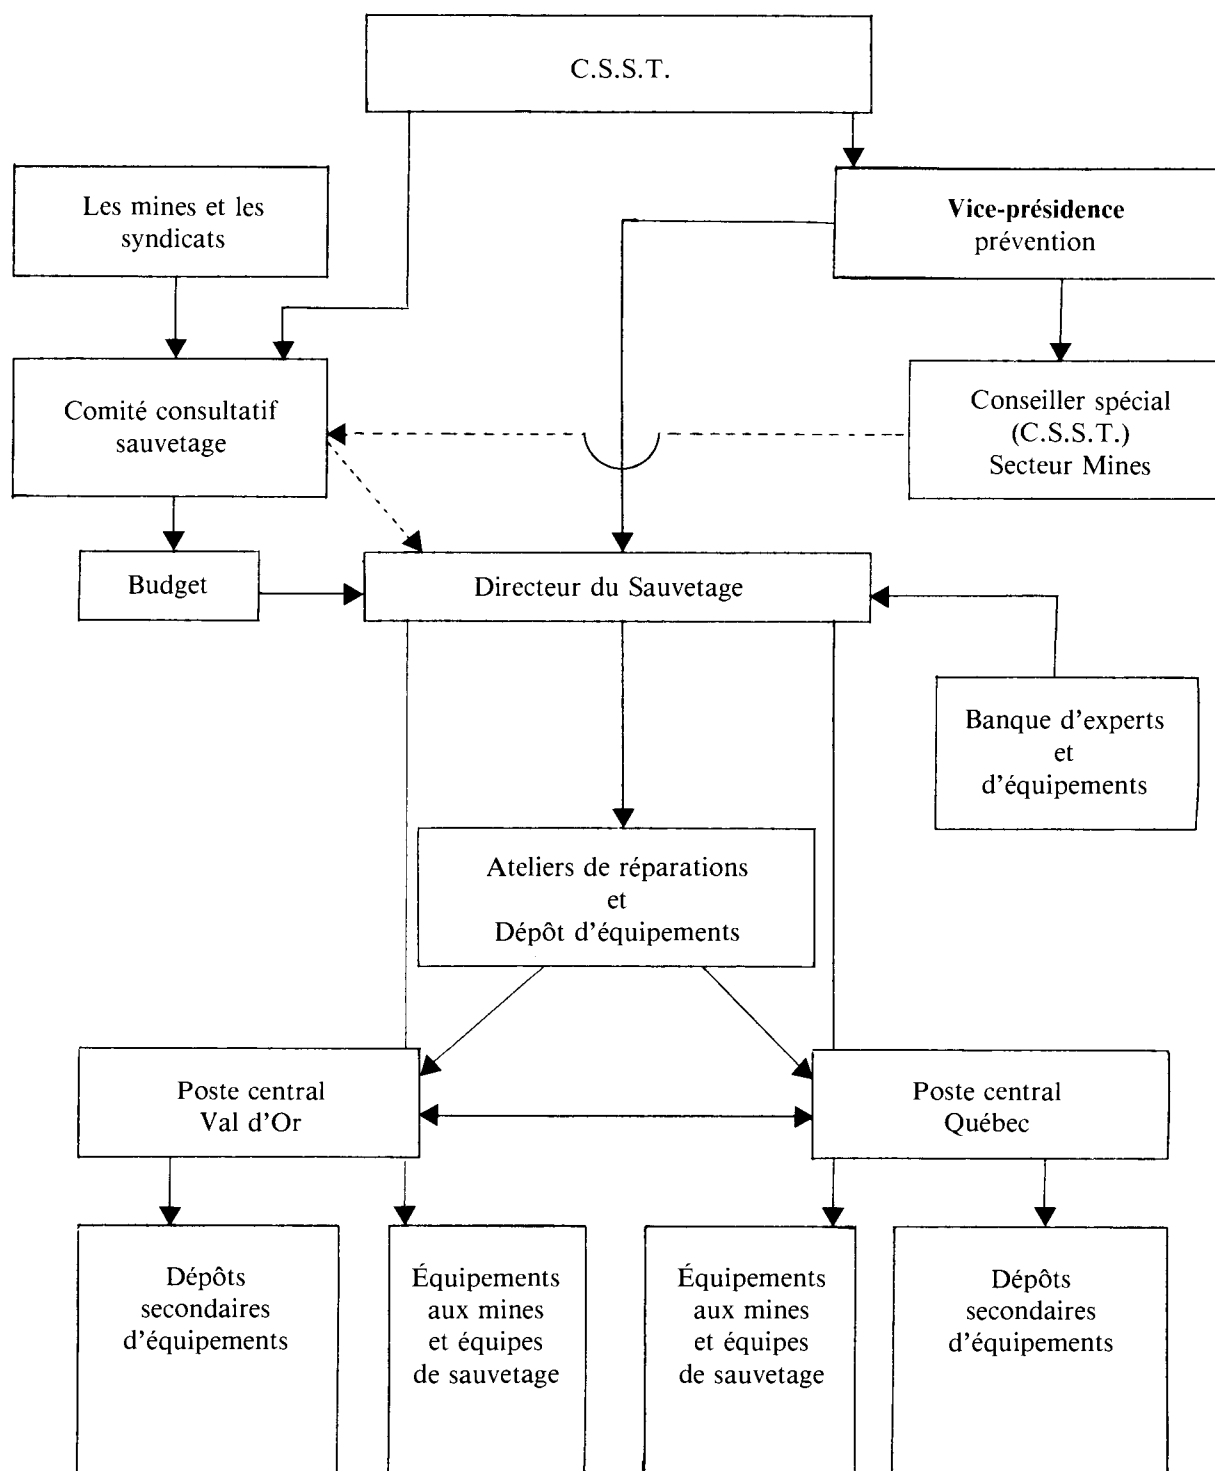 C.S.S.T.
Les mines et les
syndicats
Vice-présidence
prévention
Comité consultatif
sauvetage
Conseiller spécial
(C.S.S.T.)
Secteur Mines
Budget
Directeur du Sauvetage
Banque d'experts
et
d'équipements
Ateliers de réparations
et
Dépôt d'équipements
Poste central
Val d'Or
Poste central
Québec
Dépôts
secondaires
d'équipements
Équipements
aux mines
et équipes
de sauvetage
Équipements
aux mines
et équipes
de sauvetage
Dépôts
secondaires
d'équipements